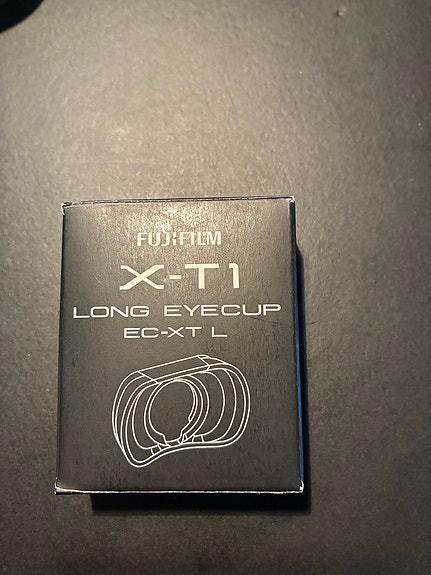 FUJIFILM
X-T1
LONG EYECUP
EC-XT L